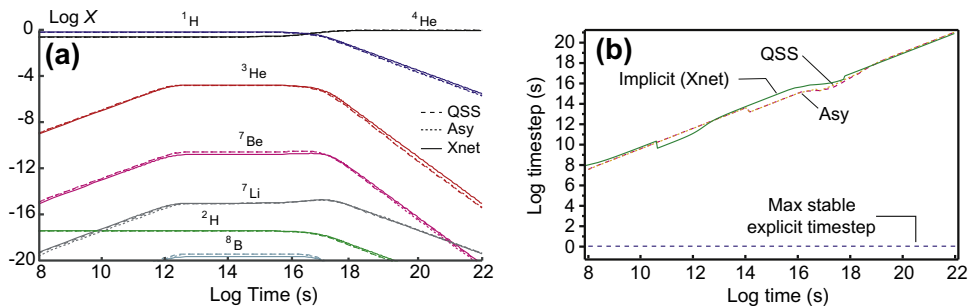 Log X
(a)
¹H
⁴He
³He
⁷Be
⁷Li
²H
⁸B
QSS
Asy
Xnet
0
-4
-8
-12
-16
-20
8 10 12 14 16 18 20 22
Log Time (s)
(b)
Log timestep (s)
20
18
16
14
12
10
8
6
4
2
0
QSS
Implicit (Xnet)
Asy
Max stable
explicit timestep
8 10 12 14 16 18 20 22
Log time (s)